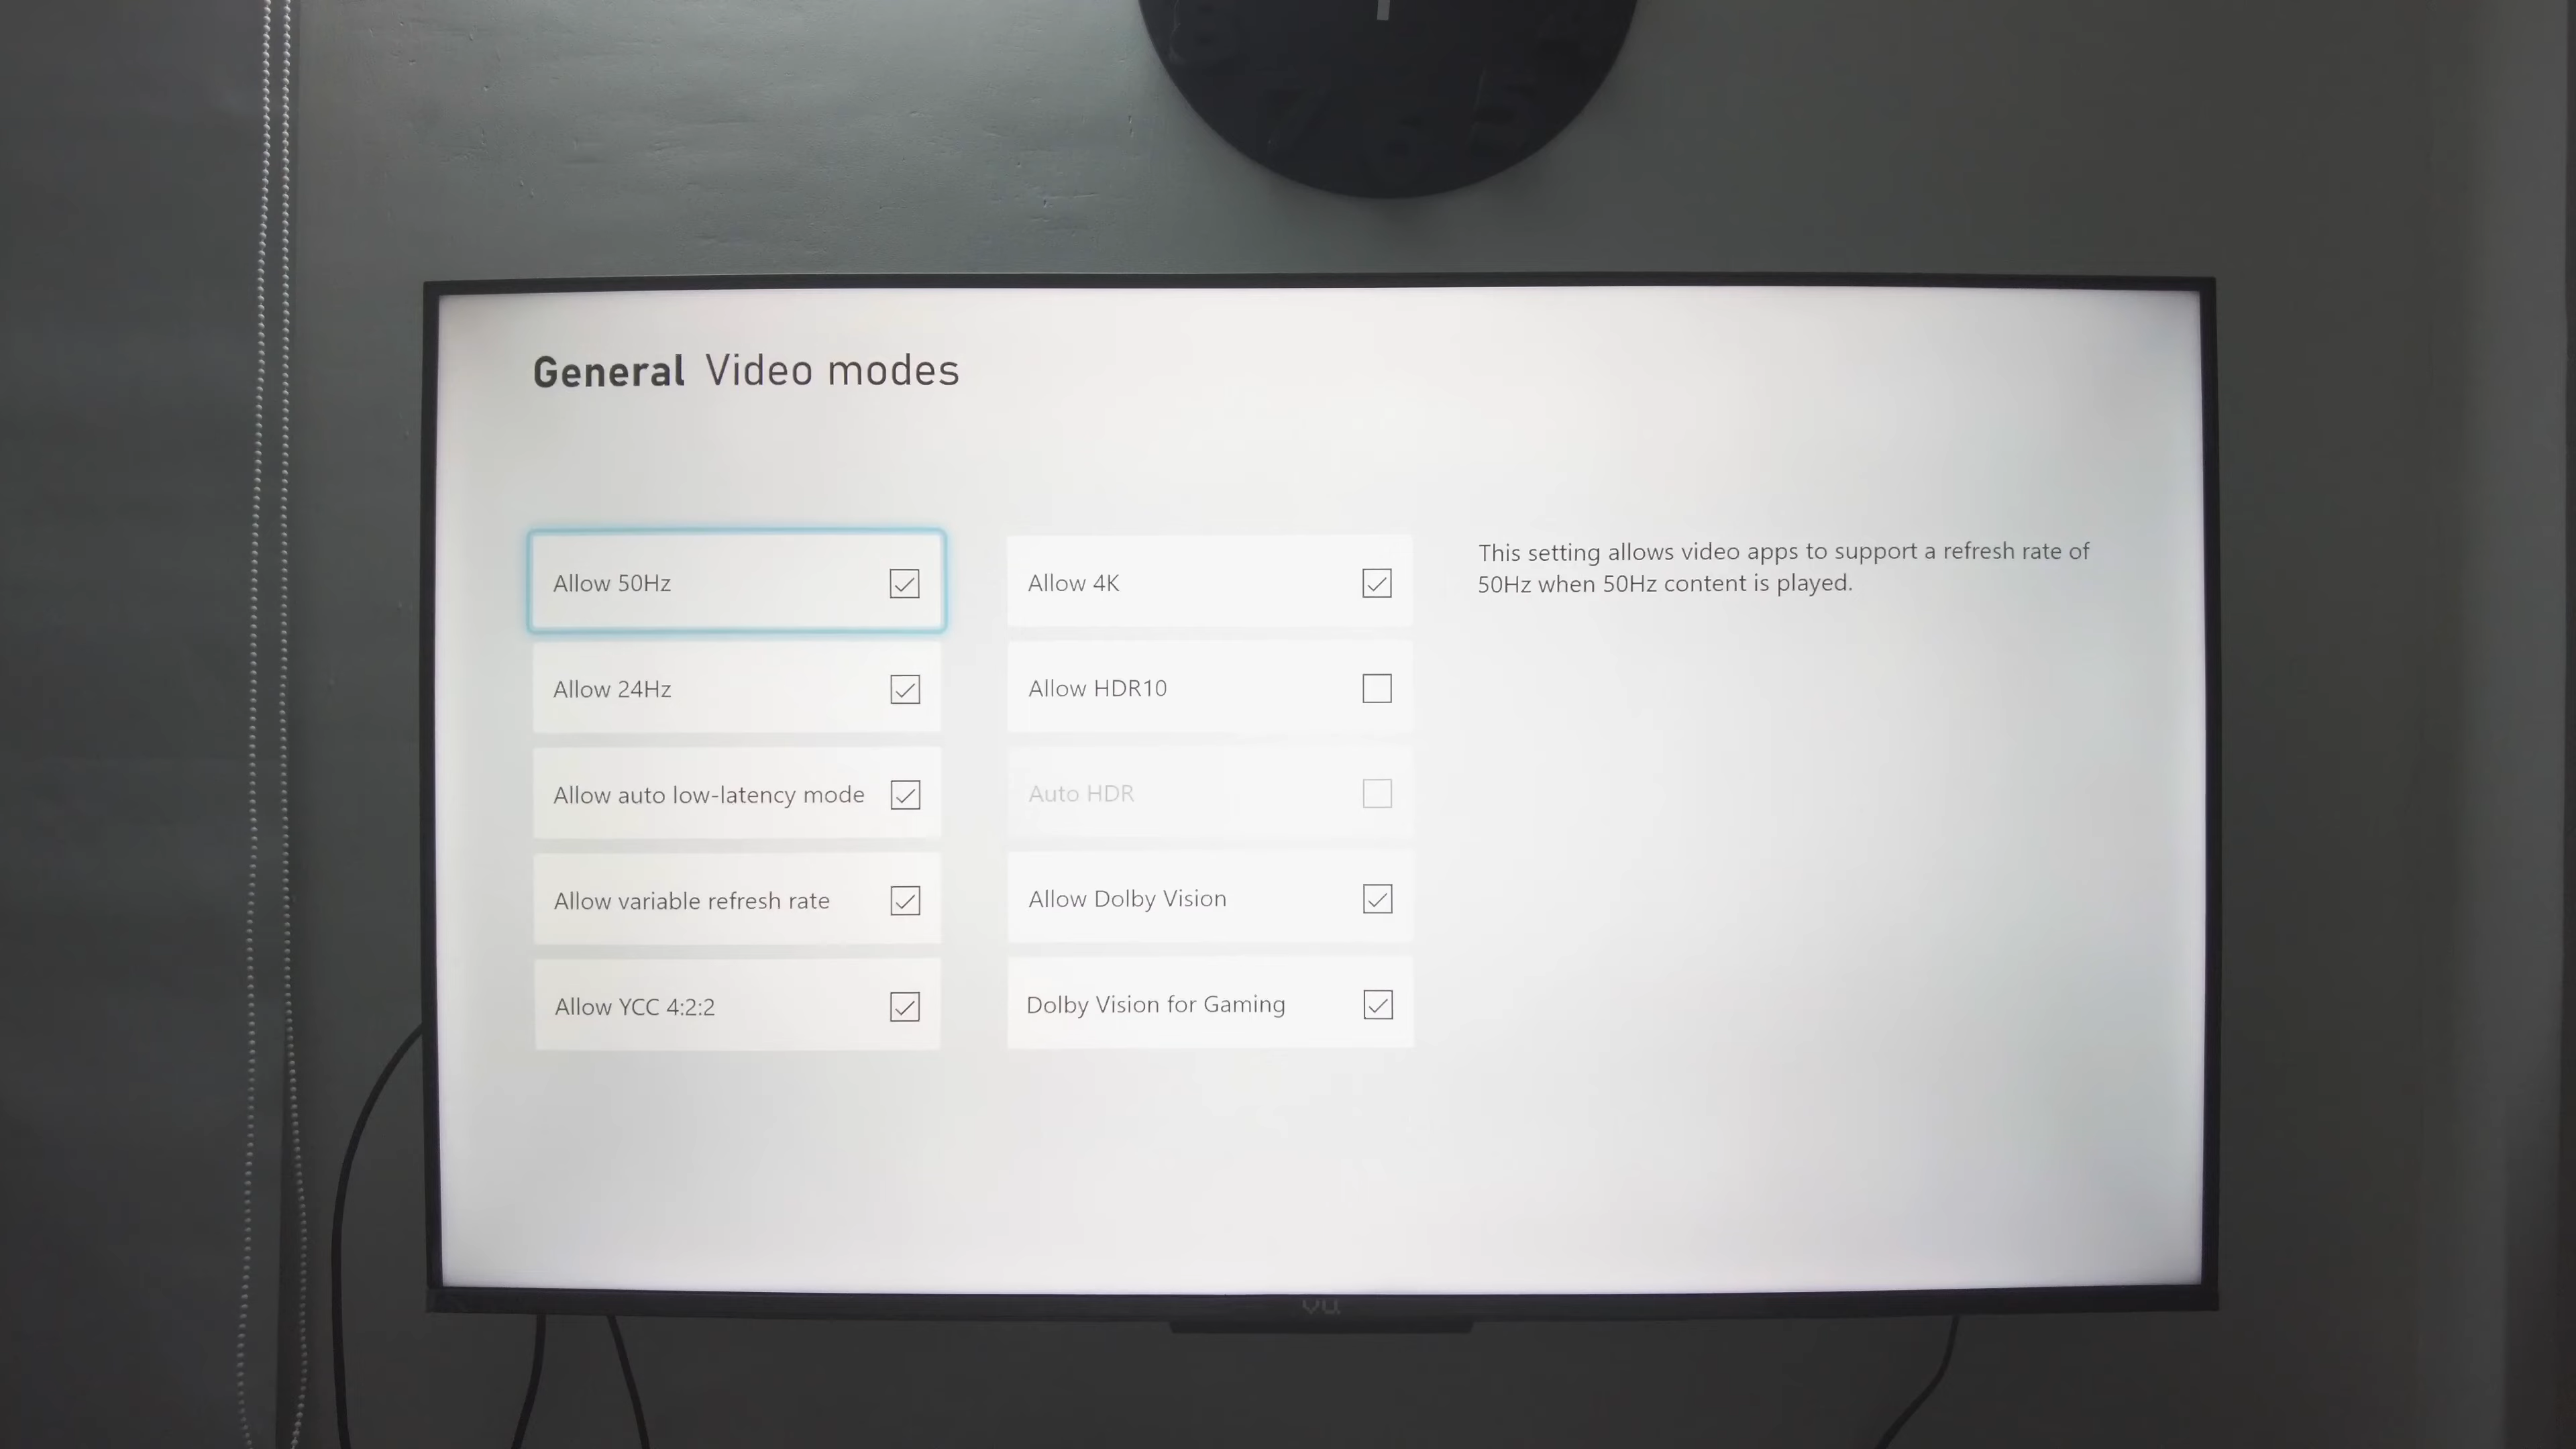 General Video modes
Allow 50Hz
Allow 24Hz
Allow auto low-latency mode
Allow variable refresh rate
Allow YCC 4:2:2
Allow 4K
Allow HDR10
Auto HDR
Allow Dolby Vision
Dolby Vision for Gaming
This setting allows video apps to support a refresh rate of
50Hz when 50Hz content is played.
vu